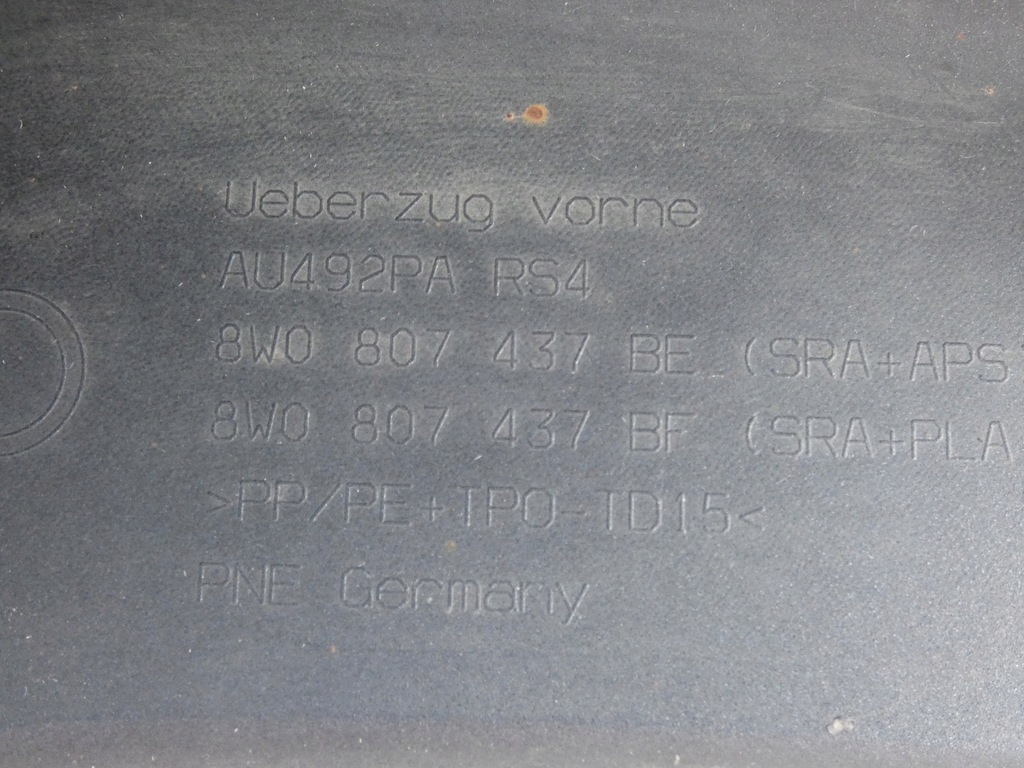 Ueberzug vorne
AU492PA RS4
8W0 807 437 BE (SRA+APS
8W0 807 437 BF (SRA+PLA
>PP/PE+TPO-TD15<
PNE Germany